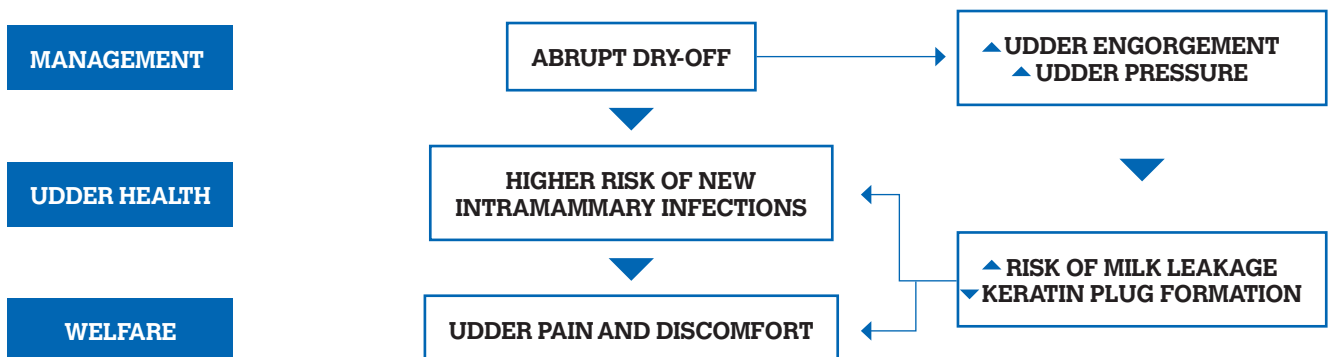 MANAGEMENT
ABRUPT DRY-OFF
UDDER ENGORGEMENT
UDDER PRESSURE
UDDER HEALTH
HIGHER RISK OF NEW
INTRAMAMMARY INFECTIONS
RISK OF MILK LEAKAGE
KERATIN PLUG FORMATION
WELFARE
UDDER PAIN AND DISCOMFORT